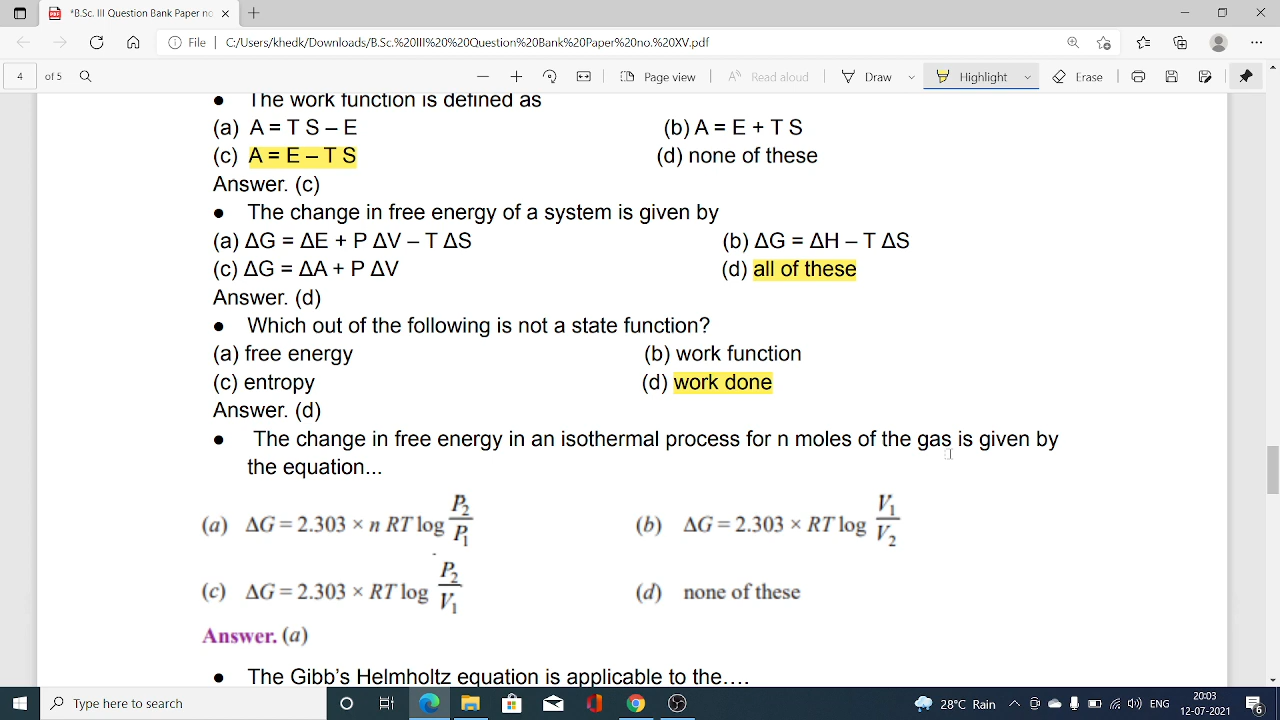 *B.Sc. III Question Bank Paper no
File
C:/Users/khedk/Downloads/B.Sc.%20III%20%20Question%20Bank%20Paper%20no.%20XV.pdf
4 of 5 Page view Read aloud Draw Highlight Erase
The work function is defined as
(a) A = T S – E (b) A = E + T S
(c) A = E – T S (d) none of these
Answer. (c)
• The change in free energy of a system is given by
(a) ΔG = ΔE + P ΔV – T ΔS (b) ΔG = ΔH – T ΔS
(c) ΔG = ΔA + P ΔV (d) all of these
Answer. (d)
• Which out of the following is not a state function?
(a) free energy (b) work function
(c) entropy (d) work done
Answer. (d)
• The change in free energy in an isothermal process for n moles of the gas is given by
the equation...
(a) ΔG = 2.303 × n RT log P₂/P₁ (b) ΔG = 2.303 × RT log V₁/V₂
(c) ΔG = 2.303 × RT log P₂/V₁ (d) none of these
Answer. (a)
• The Gibb's Helmholtz equation is applicable to the....
Type here to search
28°C Rain ENG
20:03
12-07-2021
6